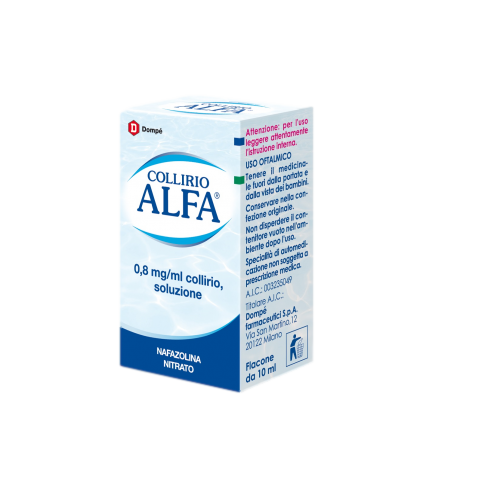 COLLIRIO
ALFA®
Dompé
COLLIRIO
ALFA®
0,8 mg/ml collirio,
soluzione
NAFAZOLINA
NITRATO
Attenzione: per l'uso
leggere attentamente
l'istruzione interna.
USO OFTALMICO
Tenere il medicina-
le fuori dalla portata e
dalla vista dei bambini.
Conservare nella con-
fezione originale.
Non disperdere il con-
tenitore vuoto nell'am-
biente dopo l'uso.
Specialità di automedi-
cazione non soggetta a
prescrizione medica.
A.I.C.: 003235049
Titolare A.I.C.:
Dompé
farmaceutici S.p.A.
Via San Martino,12
20122 Milano
Flacone
da 10 ml